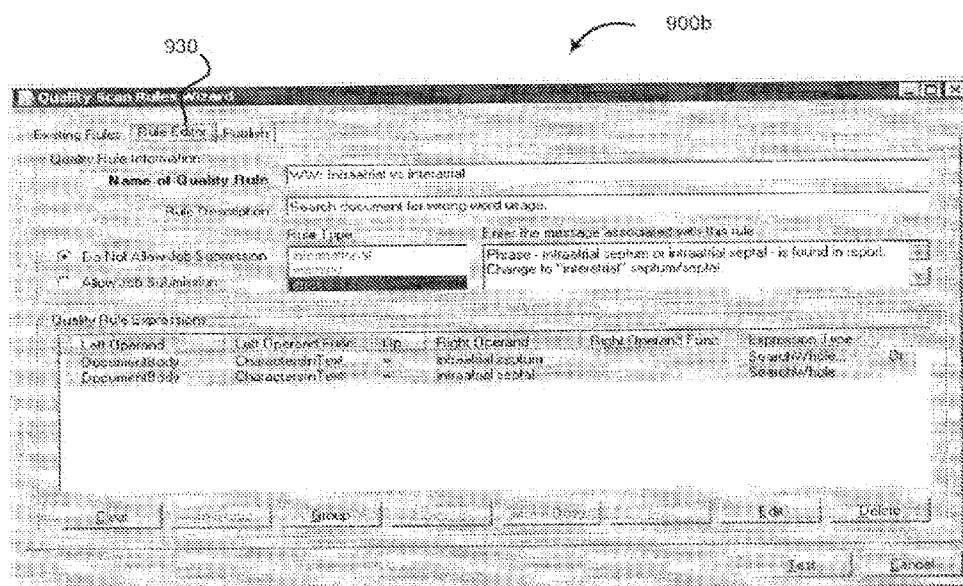 900b
930
Quality Scan Rules Wizard
Existing Rules Rule Editor Publish
Quality Rule Information
Name of Quality Rule WW: Intraatrial vs interatrial
Rule Description Search document for wrong word usage.
Rule Type Enter the message associated with this rule
Do Not Allow Job Submission
Allow Job Submission
Informational
Warning
Phrase - intraatrial septum or intraatrial septal - is found in report.
Change to "interatrial" septum/septal.
Quality Rule Expressions
Left Operand Left Operand Func Op Right Operand Right Operand Func Expression Type
DocumentBody CharactersInText... = intraatrial septum SearchWhole... Or
DocumentBody CharactersInText... = intraatrial septal SearchWhole...
Clear Group Edit Delete
Test Cancel